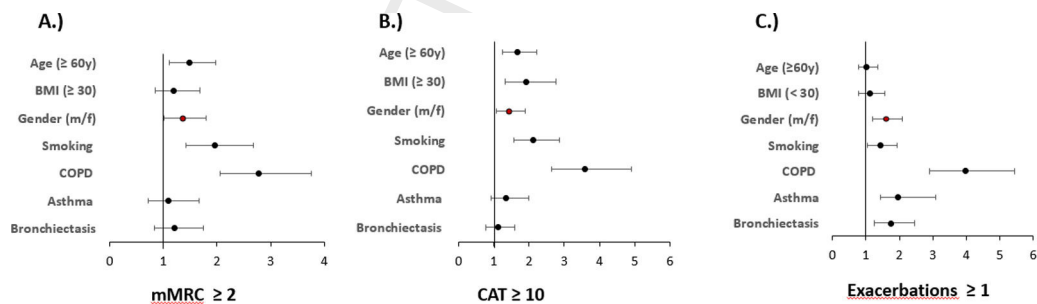 A.)
Age (≥ 60y)
BMI (≥ 30)
Gender (m/f)
Smoking
COPD
Asthma
Bronchiectasis
0 1 2 3 4
mMRC ≥ 2
B.)
Age (≥ 60y)
BMI (≥ 30)
Gender (m/f)
Smoking
COPD
Asthma
Bronchiectasis
0 1 2 3 4 5 6
CAT ≥ 10
C.)
Age (≥60y)
BMI (< 30)
Gender (m/f)
Smoking
COPD
Asthma
Bronchiectasis
0 1 2 3 4 5 6
Exacerbations ≥ 1